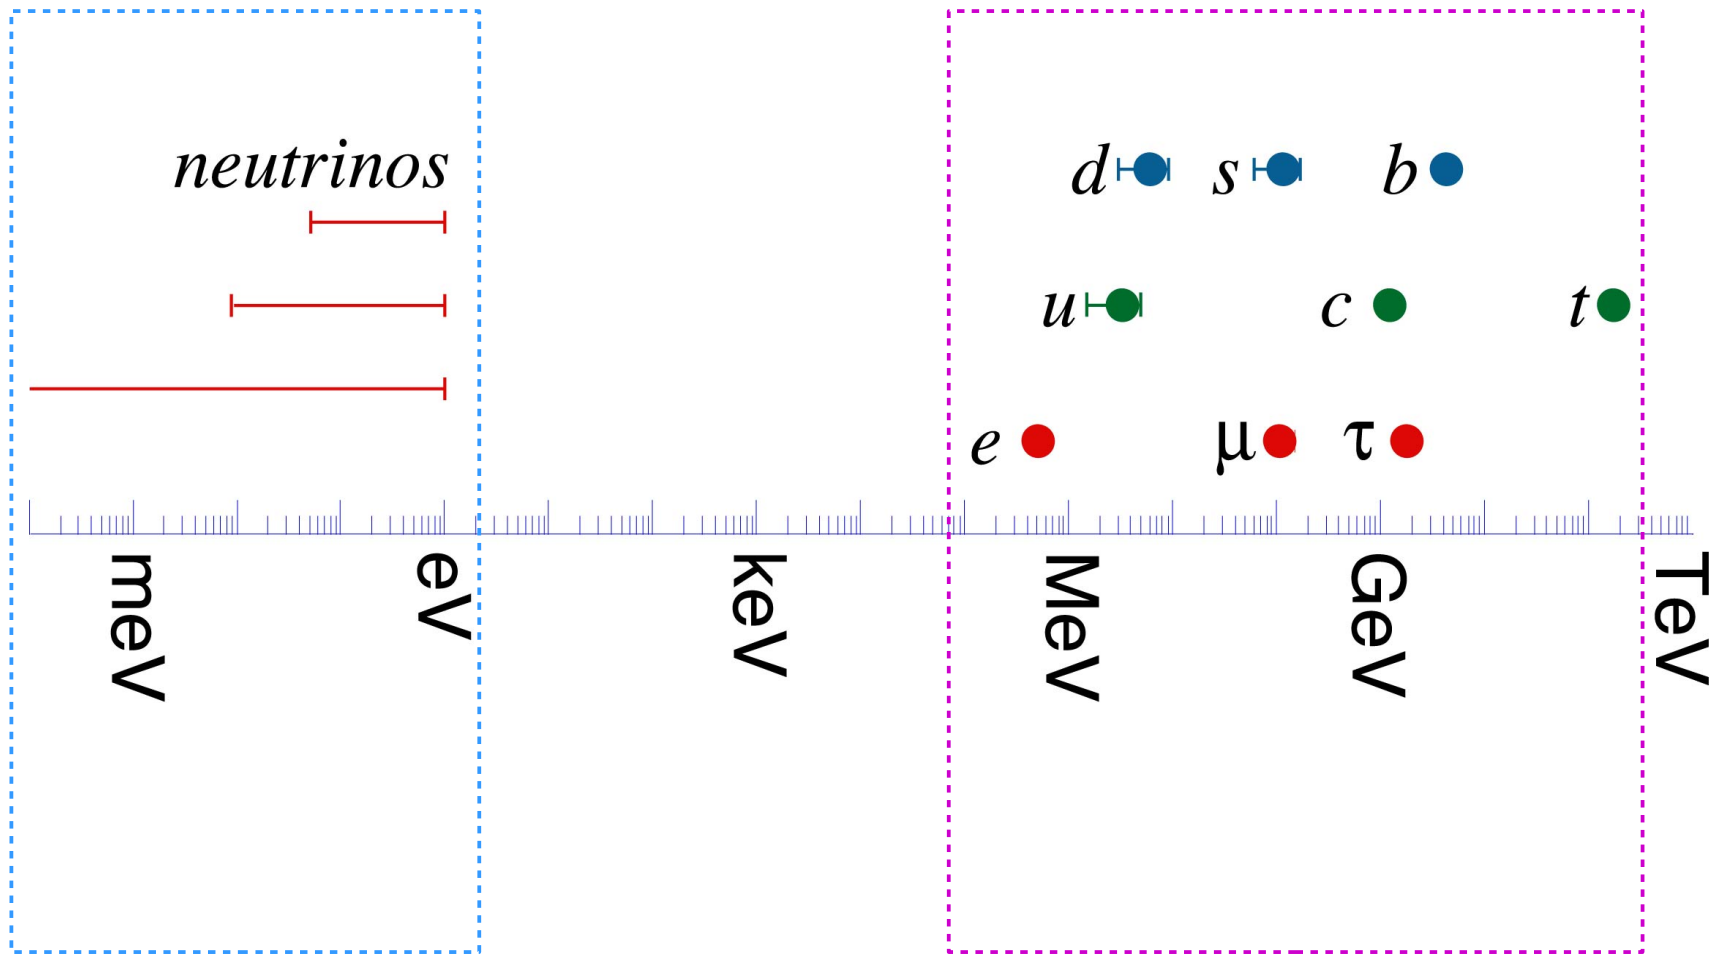 neutrinos
d s b
u c t
e μ τ
meV eV keV MeV GeV TeV